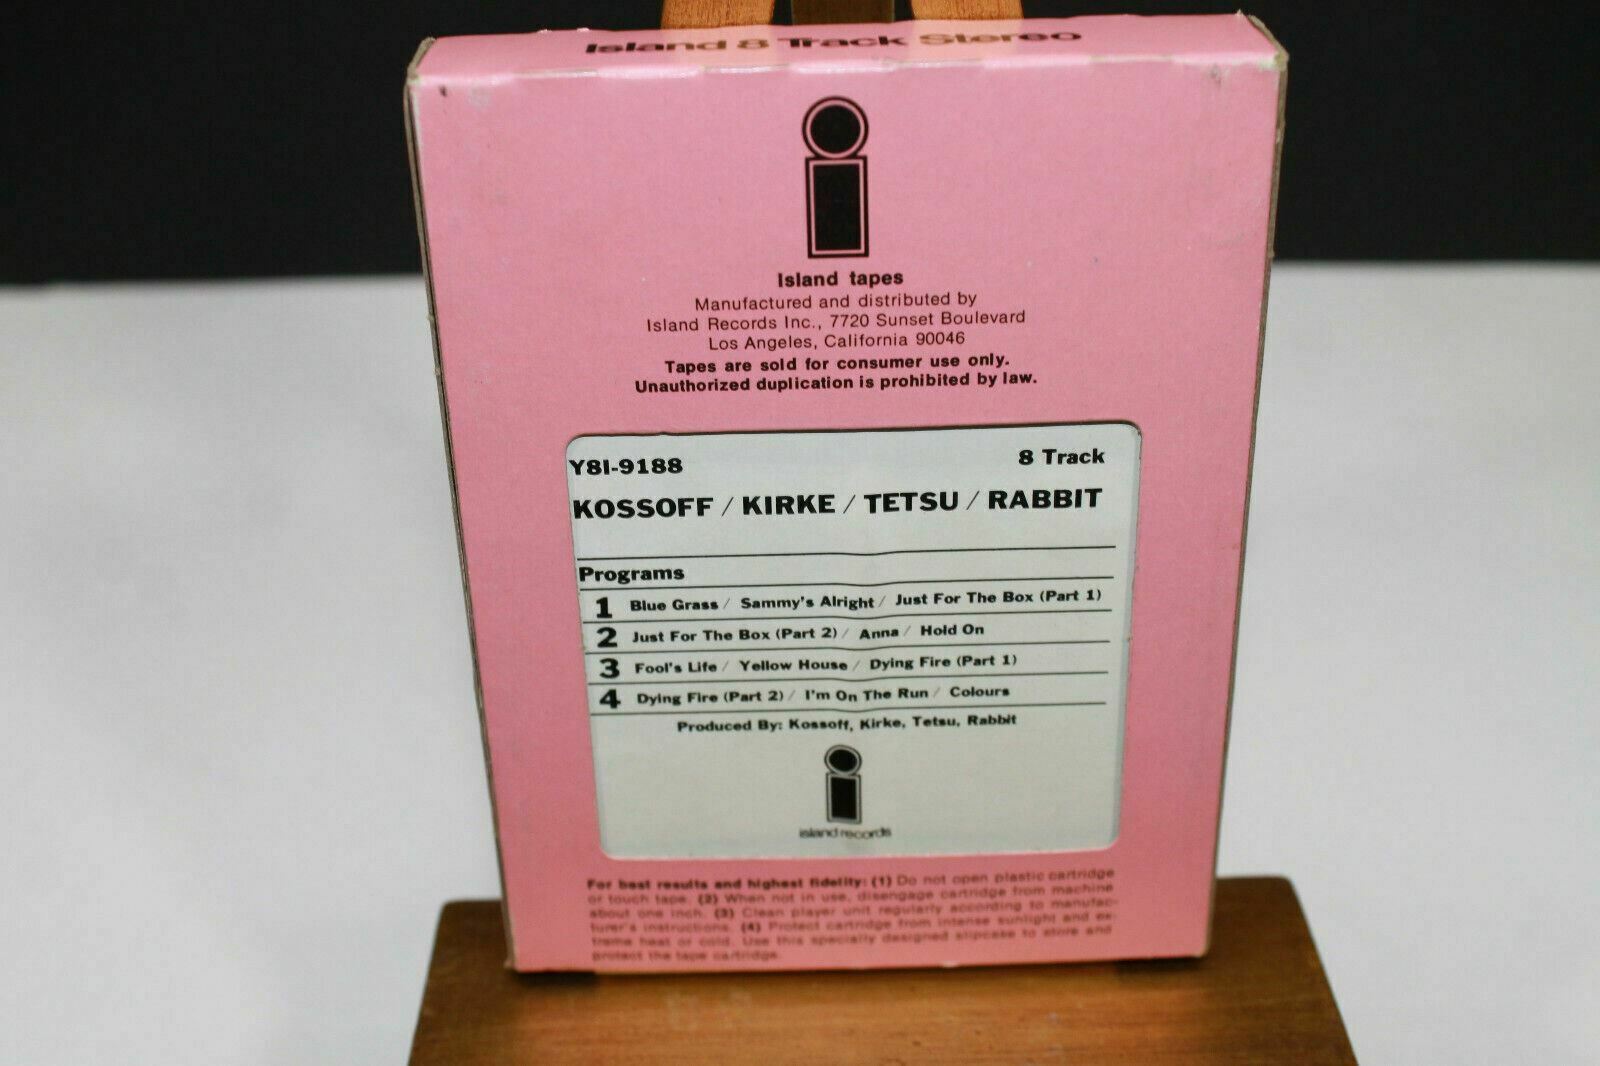 Island 8 Track Stereo
Island tapes
Manufactured and distributed by
Island Records Inc., 7720 Sunset Boulevard
Los Angeles, California 90046
Tapes are sold for consumer use only.
Unauthorized duplication is prohibited by law.
Y8I-9188 8 Track
KOSSOFF / KIRKE / TETSU / RABBIT
Programs
1 Blue Grass / Sammy's Alright / Just For The Box (Part 1)
2 Just For The Box (Part 2) / Anna / Hold On
3 Fool's Life / Yellow House / Dying Fire (Part 1)
4 Dying Fire (Part 2) / I'm On The Run / Colours
Produced By: Kossoff, Kirke, Tetsu, Rabbit
island records
For best results and highest fidelity: (1) Do not open plastic cartridge
or touch tape. (2) When not in use, disengage cartridge from machine
about one inch. (3) Clean player unit regularly according to manufac-
turer's instructions. (4) Protect cartridge from intense sunlight and ex-
treme heat or cold. Use this specially designed slipcase to store and
protect the tape cartridge.